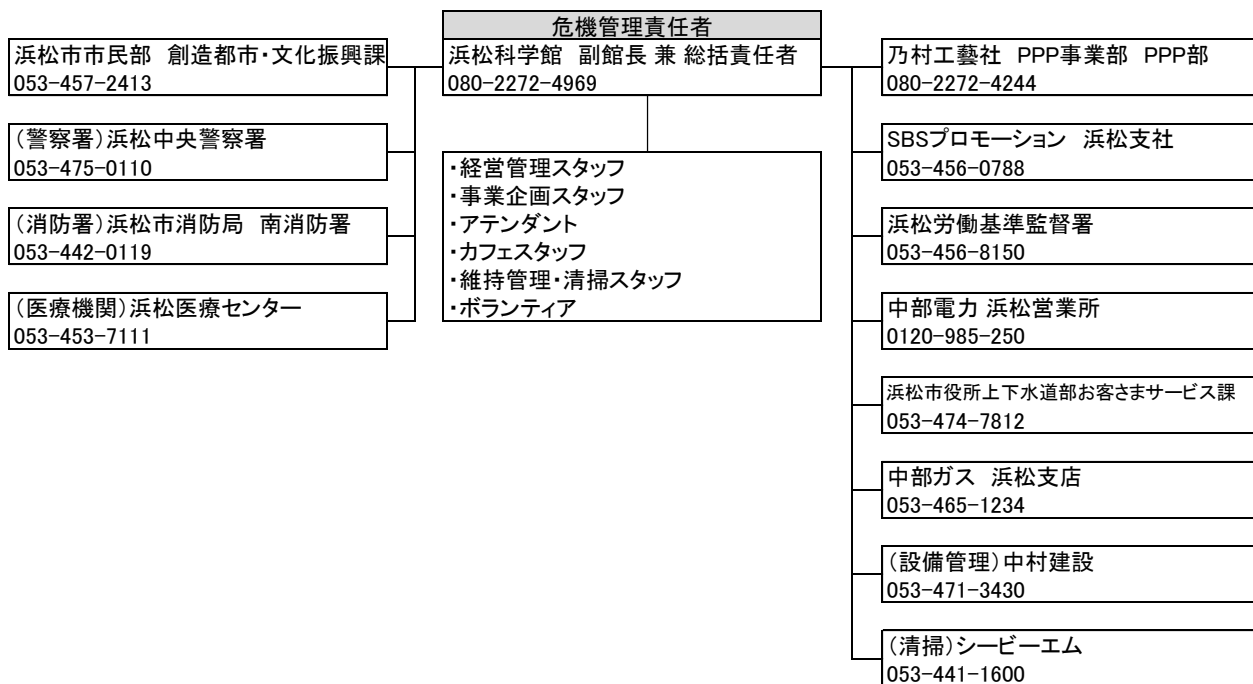 危機管理責任者
浜松科学館 副館長 兼 総括責任者
080-2272-4969
浜松市市民部 創造都市・文化振興課
053-457-2413
(警察署)浜松中央警察署
053-475-0110
(消防署)浜松市消防局 南消防署
053-442-0119
(医療機関)浜松医療センター
053-453-7111
・経営管理スタッフ
・事業企画スタッフ
・アテンダント
・カフェスタッフ
・維持管理・清掃スタッフ
・ボランティア
乃村工藝社 PPP事業部 PPP部
080-2272-4244
SBSプロモーション 浜松支社
053-456-0788
浜松労働基準監督署
053-456-8150
中部電力 浜松営業所
0120-985-250
浜松市役所上下水道部お客さまサービス課
053-474-7812
中部ガス 浜松支店
053-465-1234
(設備管理)中村建設
053-471-3430
(清掃)シービーエム
053-441-1600